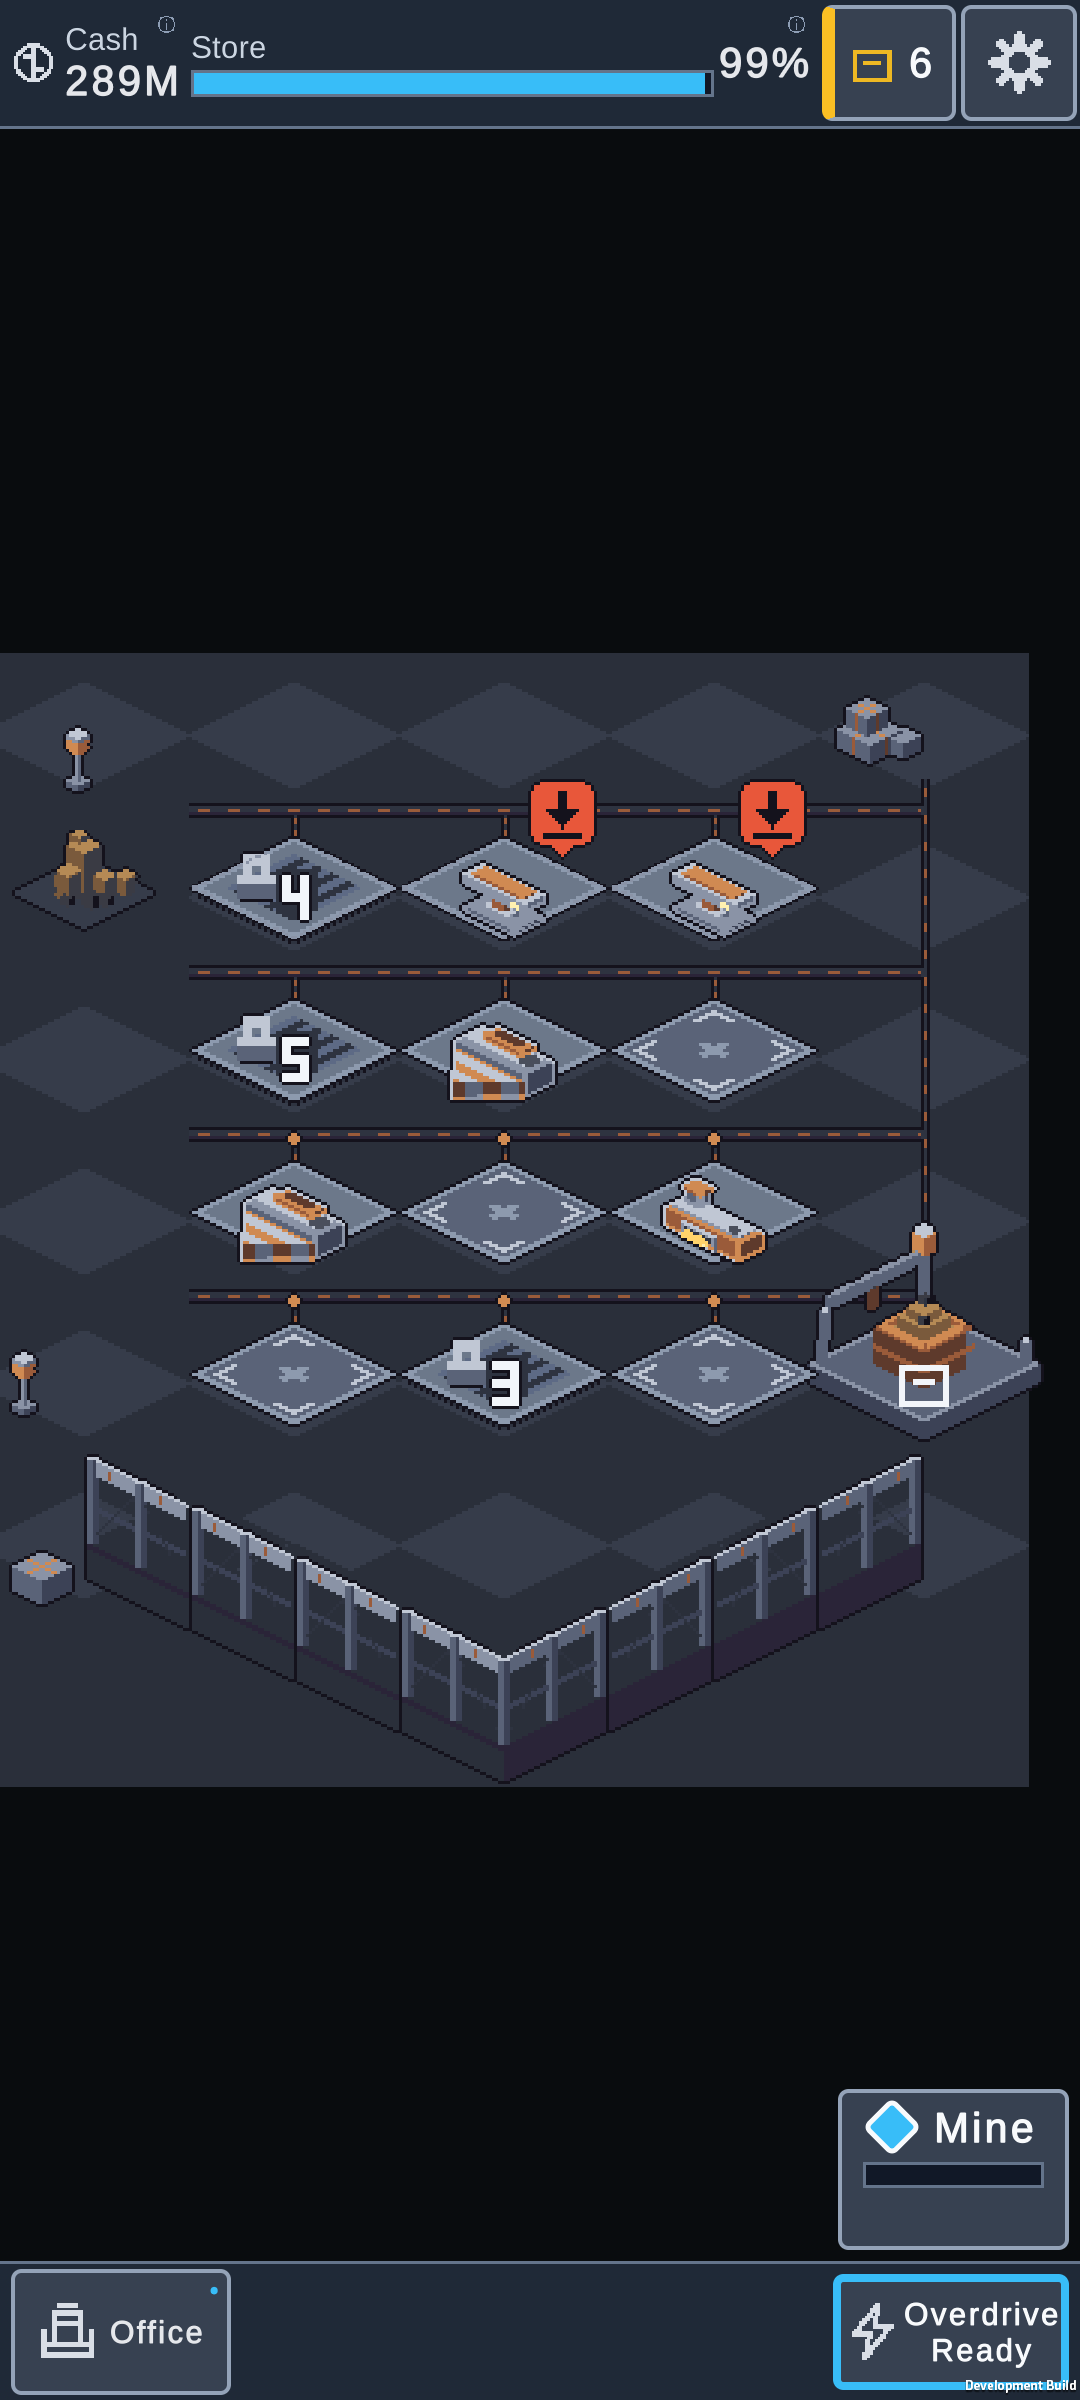 Cash
289M
Store
99%
6
4
5
3
Mine
Office
Overdrive
Ready
Development Build